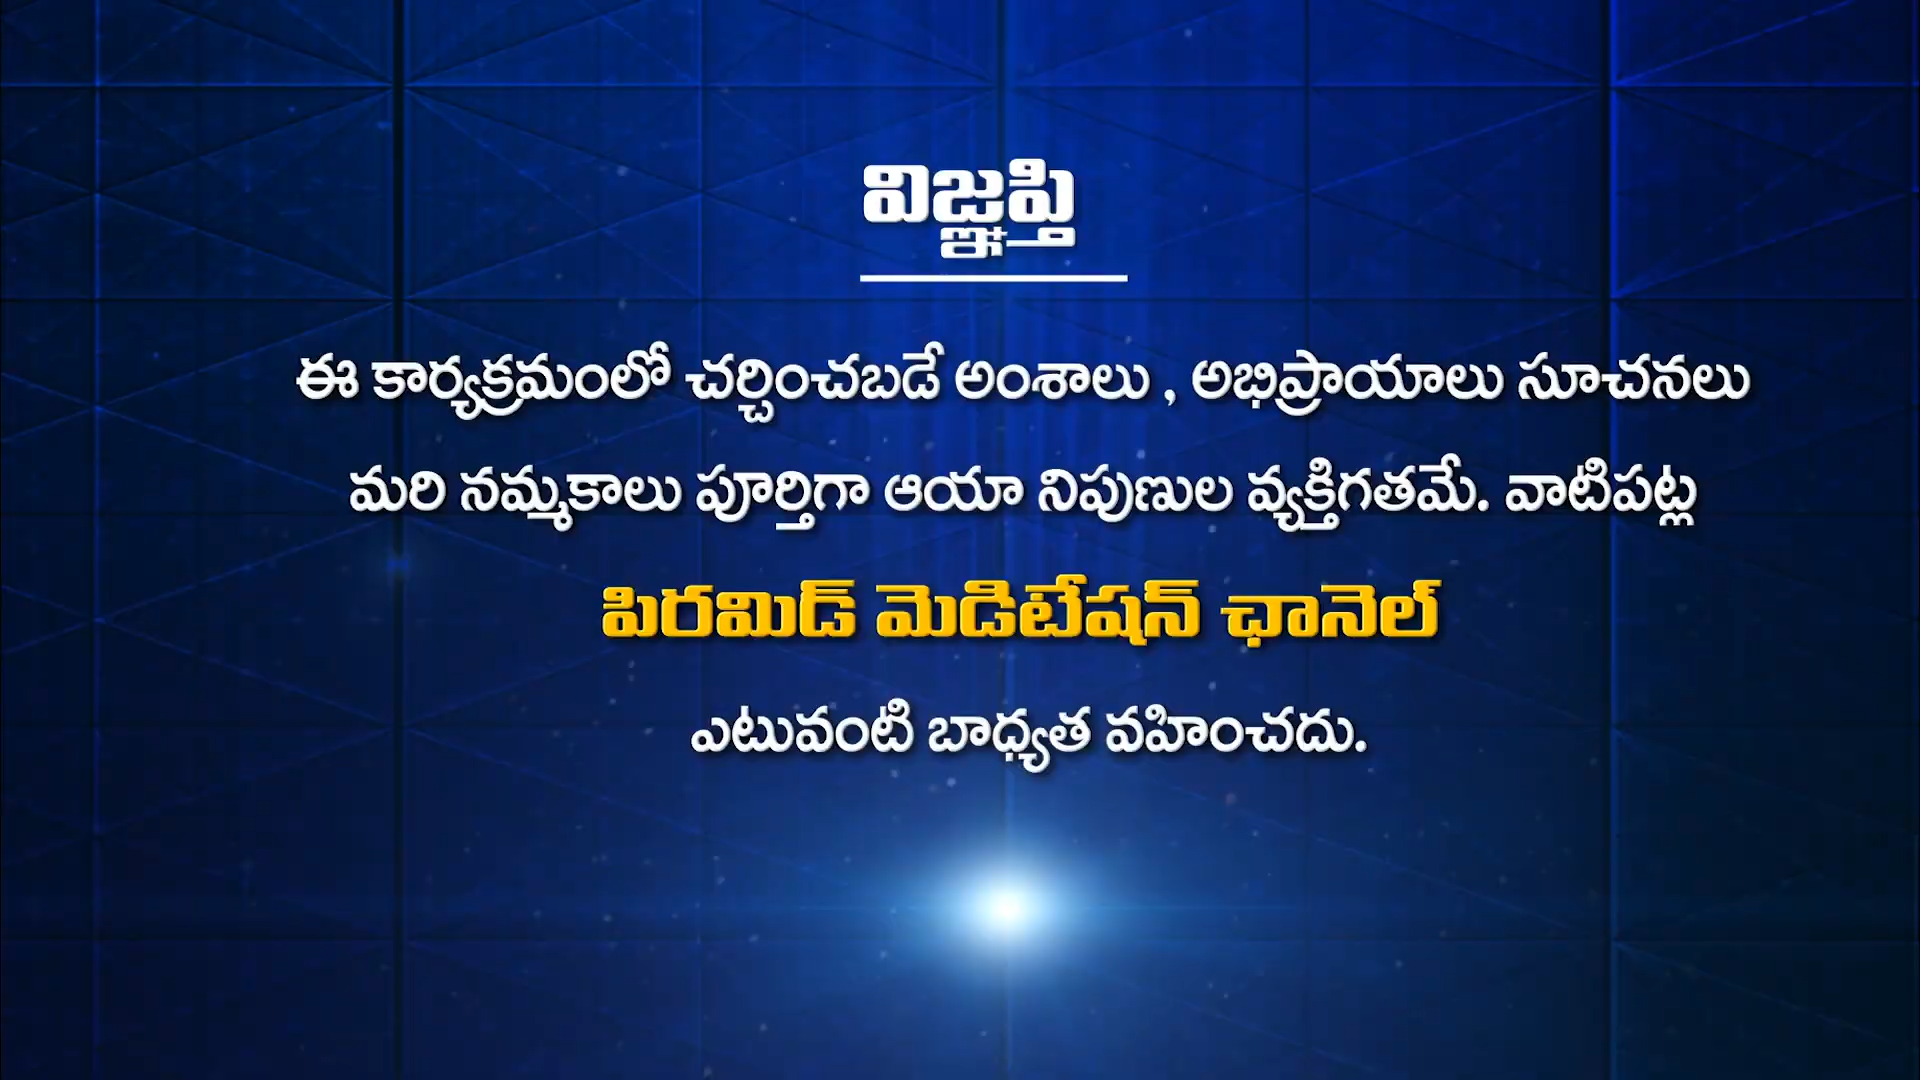 విజ్ఞప్తి
ఈ కార్యక్రమంలో చర్చించబడే అంశాలు , అభిప్రాయాలు సూచనలు
మరి నమ్మకాలు పూర్తిగా ఆయా నిపుణుల వ్యక్తిగతమే. వాటిపట్ల
పిరమిడ్ మెడిటేషన్ ఛానెల్
ఎటువంటి బాధ్యత వహించదు.